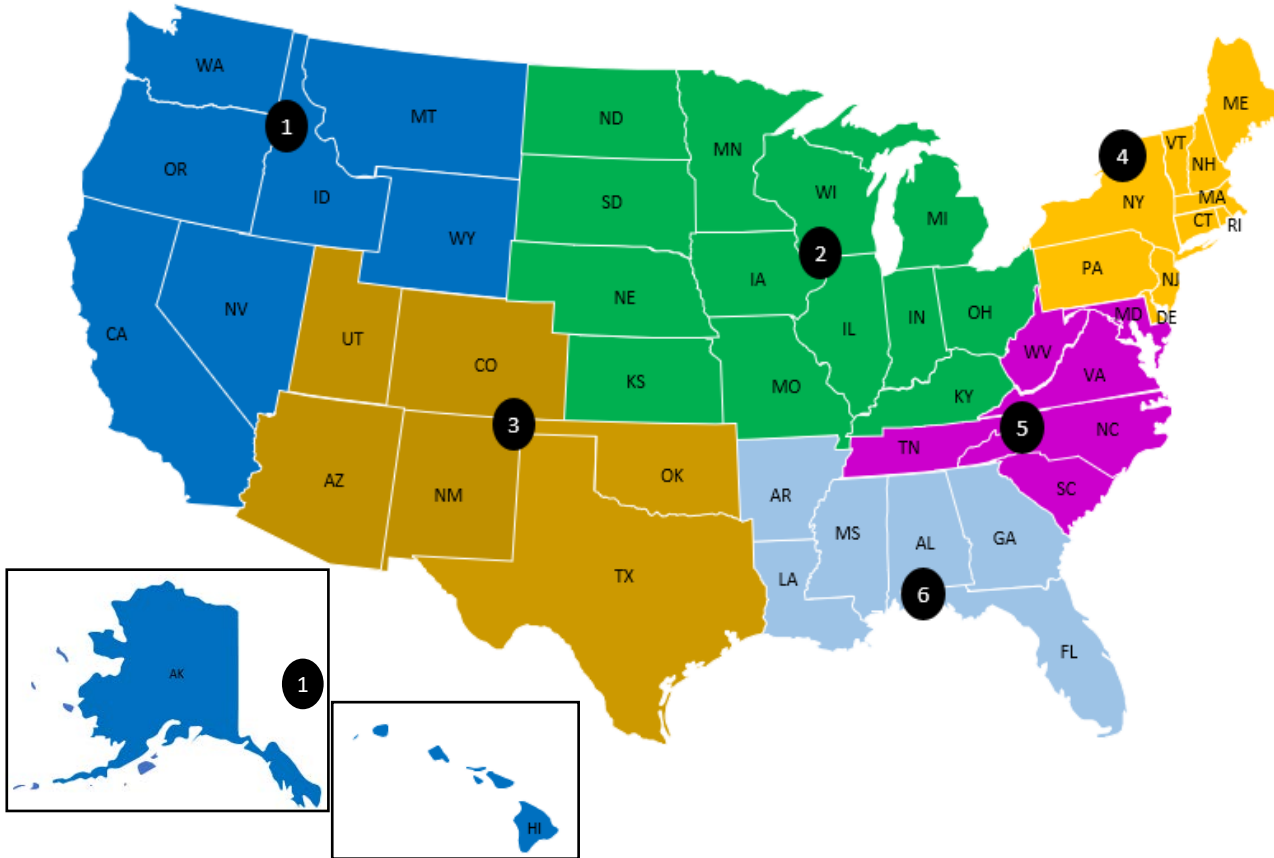 WA
MT
ND
MN
ME
1
4
VT
NH
OR
ID
SD
WI
MI
NY
MA
CT
RI
WY
2
NE
IA
PA
NJ
CA
NV
UT
CO
IL
IN
OH
MD
DE
KS
MO
KY
WV
VA
3
5
NC
TN
AZ
NM
OK
AR
SC
MS
AL
GA
TX
LA
6
FL
AK
1
HI